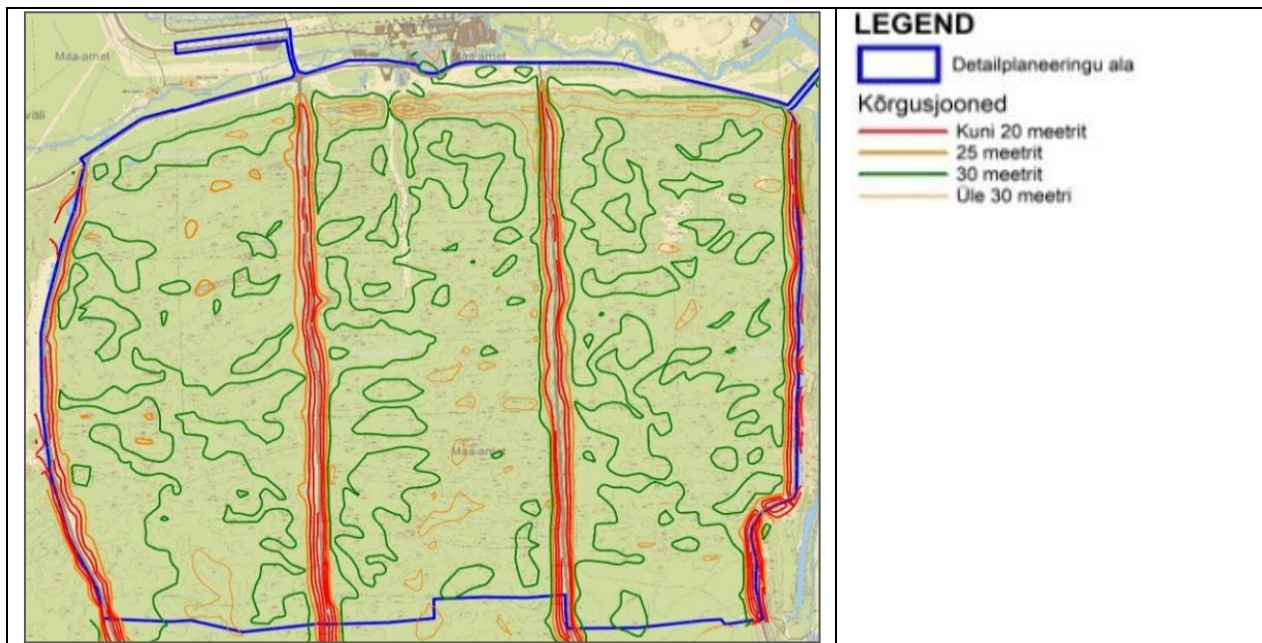 Maa-amet
Maa-amet
väli
Maa-amet
LEGEND
Detailplaneeringu ala
Kõrgusjooned
Kuni 20 meetrit
25 meetrit
30 meetrit
Üle 30 meetri